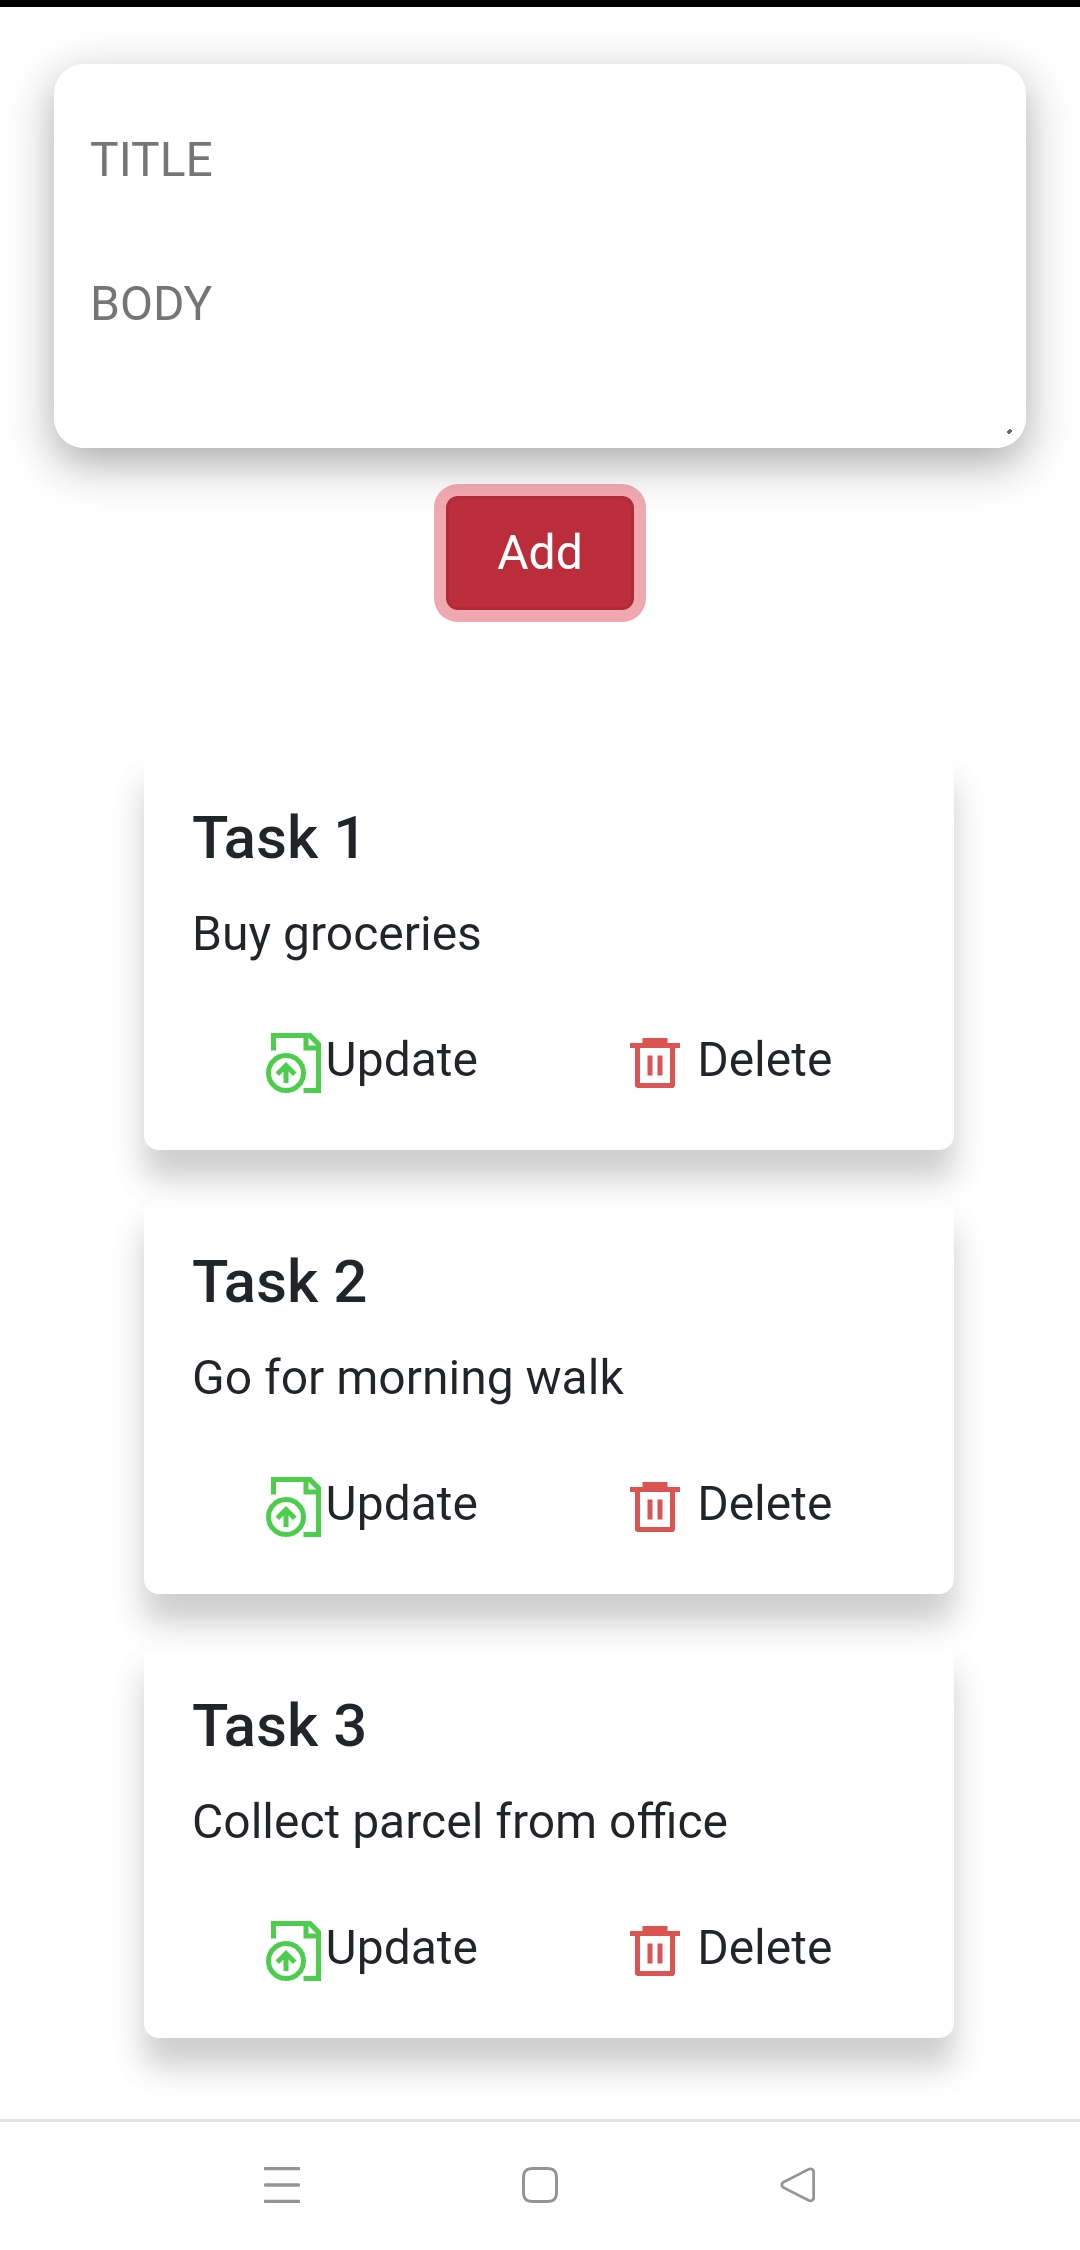 TITLE
BODY
Add
Task 1
Buy groceries
Update Delete
Task 2
Go for morning walk
Update Delete
Task 3
Collect parcel from office
Update Delete